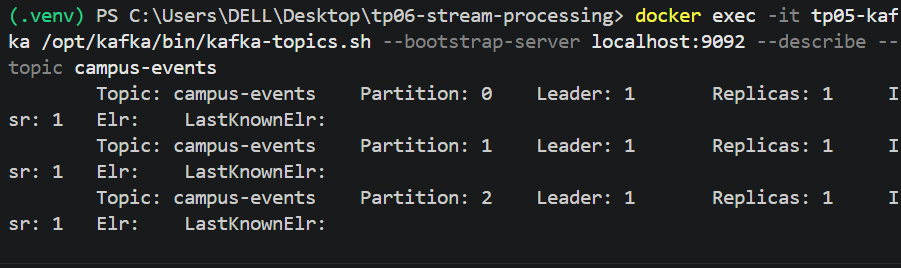 (.venv) PS C:\Users\DELL\Desktop\tp06-stream-processing> docker exec -it tp05-kaf
ka /opt/kafka/bin/kafka-topics.sh --bootstrap-server localhost:9092 --describe --
topic campus-events
Topic: campus-events Partition: 0 Leader: 1 Replicas: 1 I
sr: 1 Elr: LastKnownElr:
Topic: campus-events Partition: 1 Leader: 1 Replicas: 1 I
sr: 1 Elr: LastKnownElr:
Topic: campus-events Partition: 2 Leader: 1 Replicas: 1 I
sr: 1 Elr: LastKnownElr: